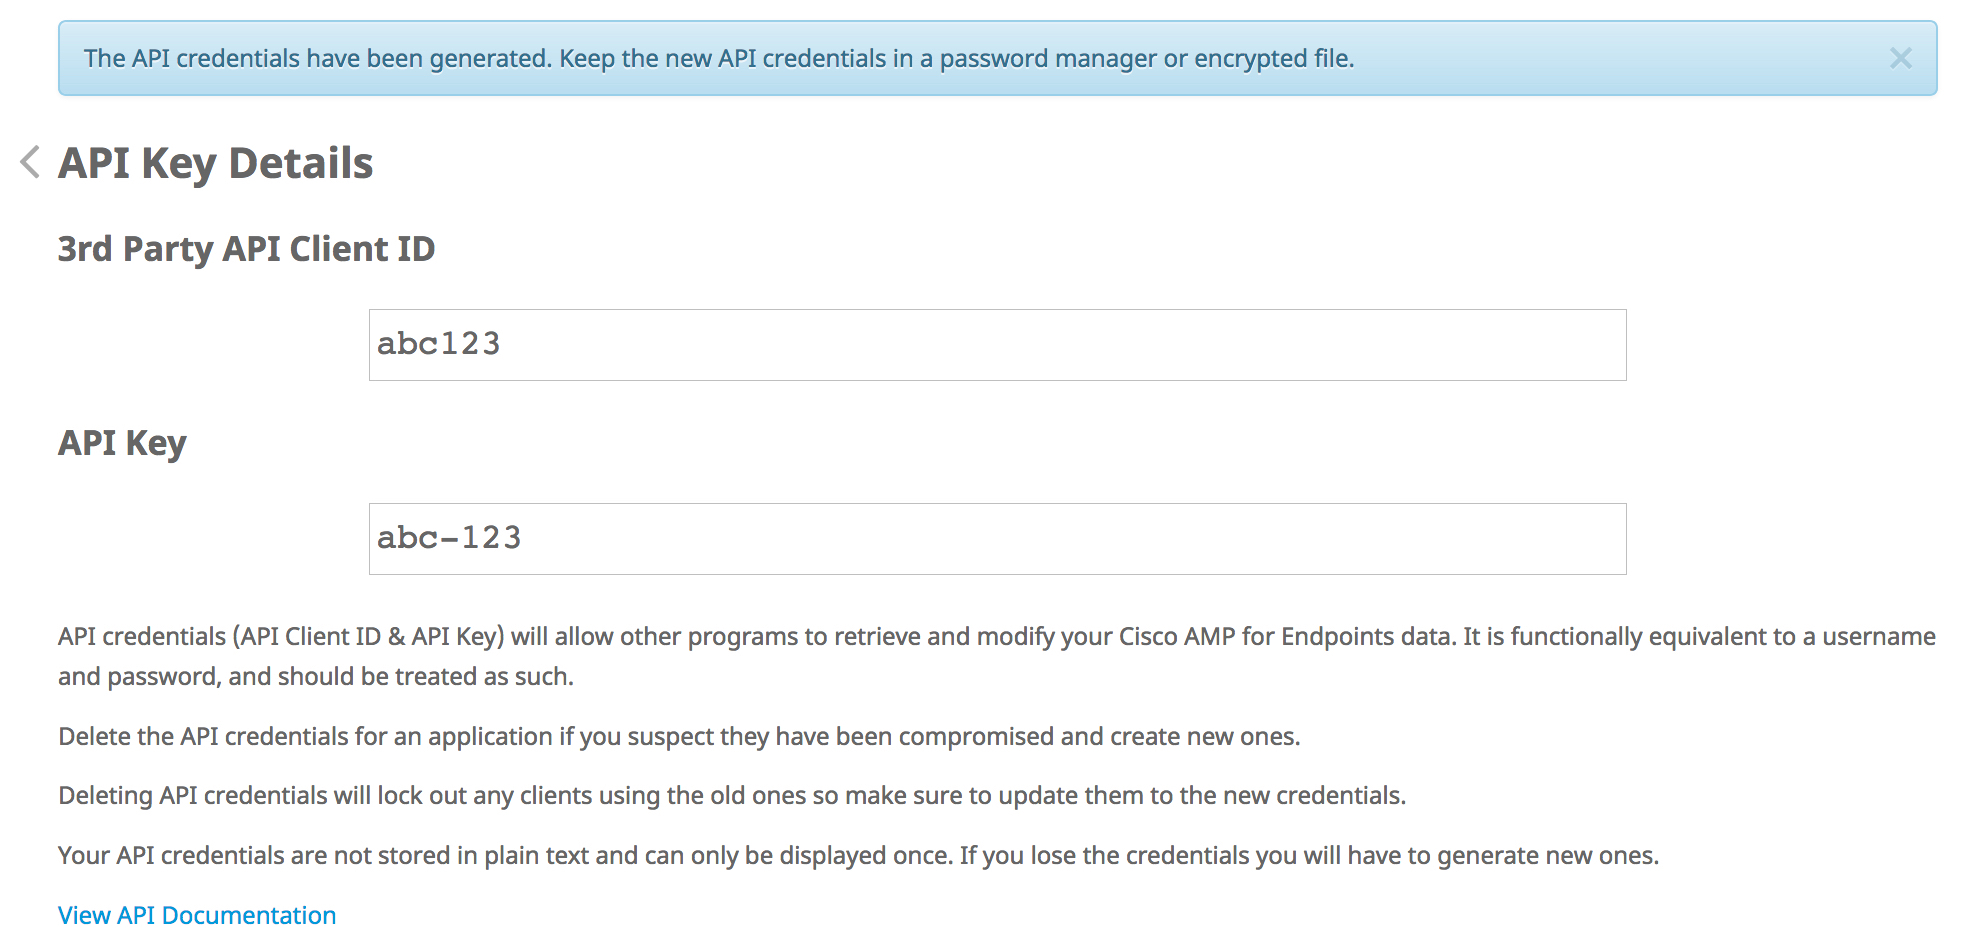 The API credentials have been generated. Keep the new API credentials in a password manager or encrypted file.
API Key Details
3rd Party API Client ID
abc123
API Key
abc-123
API credentials (API Client ID & API Key) will allow other programs to retrieve and modify your Cisco AMP for Endpoints data. It is functionally equivalent to a username
and password, and should be treated as such.
Delete the API credentials for an application if you suspect they have been compromised and create new ones.
Deleting API credentials will lock out any clients using the old ones so make sure to update them to the new credentials.
Your API credentials are not stored in plain text and can only be displayed once. If you lose the credentials you will have to generate new ones.
View API Documentation